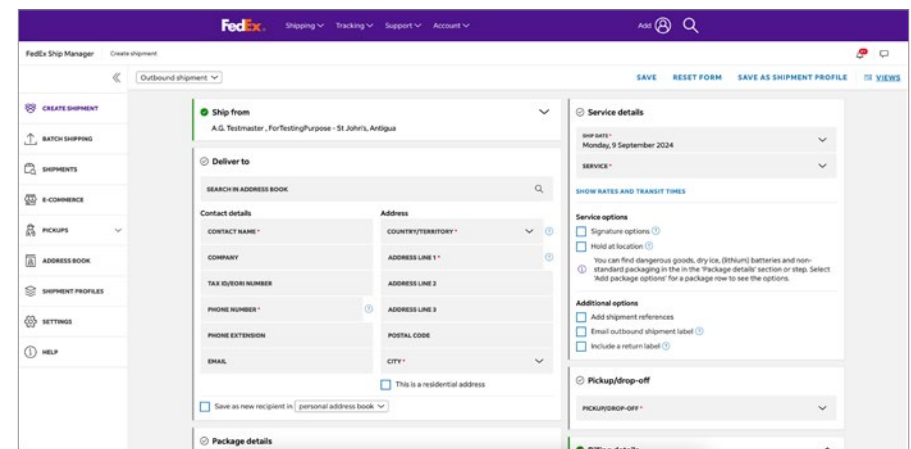 FedEx. Shipping Tracking Support Account Add
FedEx Ship Manager Create shipment
Outbound shipment SAVE RESET FORM SAVE AS SHIPMENT PROFILE VIEWS
CREATE SHIPMENT
BATCH SHIPPING
SHIPMENTS
E-COMMERCE
PICKUPS
ADDRESS BOOK
SHIPMENT PROFILES
SETTINGS
HELP
Ship from
A.G. Testmaster , ForTestingPurpose - St John's, Antigua
Deliver to
SEARCH IN ADDRESS BOOK
Contact details
CONTACT NAME *
COMPANY
TAX ID/EORI NUMBER
PHONE NUMBER *
PHONE EXTENSION
EMAIL
Address
COUNTRY/TERRITORY *
ADDRESS LINE 1 *
ADDRESS LINE 2
ADDRESS LINE 3
POSTAL CODE
CITY *
This is a residential address
Save as new recipient in personal address book
Package details
Service details
SHIP DATE *
Monday, 9 September 2024
SERVICE *
SHOW RATES AND TRANSIT TIMES
Service options
Signature options
Hold at location
You can find dangerous goods, dry ice, (lithium) batteries and non-
standard packaging in the in the 'Package details' section or step. Select
'Add package options' for a package row to see the options.
Additional options
Add shipment references
Email outbound shipment label
Include a return label
Pickup/drop-off
PICKUP/DROP-OFF *
Billing details